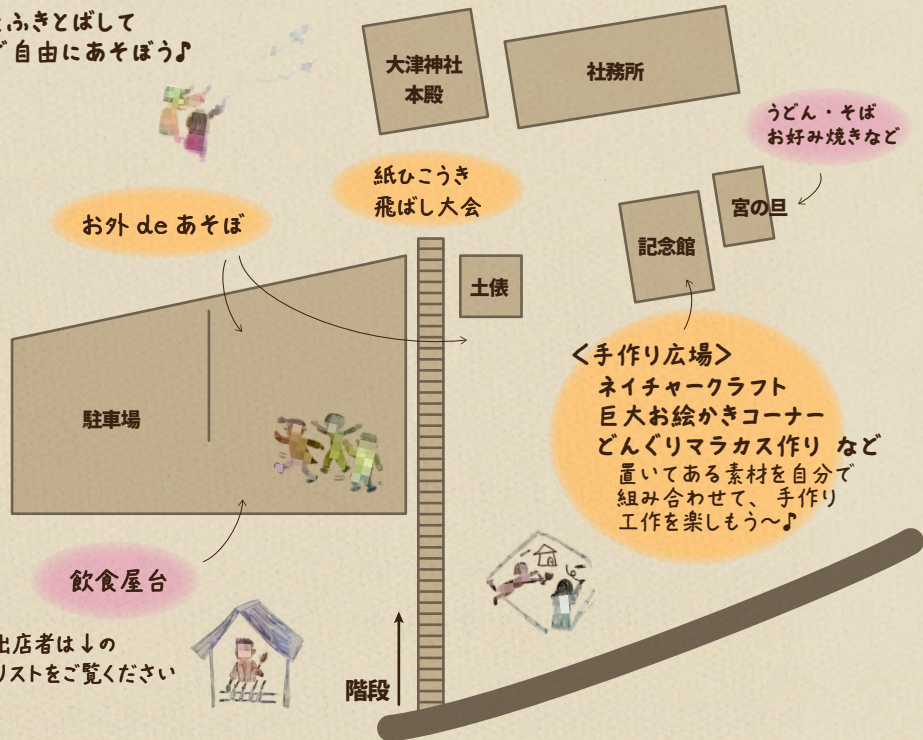 ふきとばして
自由にあそぼう♪
大津神社
本殿
社務所
うどん・そば
お好み焼きなど
紙ひこうき
飛ばし大会
お外 de あそぼ
宮の旦
記念館
土俵
<手作り広場>
ネイチャークラフト
巨大お絵かきコーナー
どんぐりマラカス作り など
置いてある素材を自分で
組み合わせて、手作り
工作を楽しもう～♪
駐車場
飲食屋台
出店者は↓の
リストをご覧ください
階段